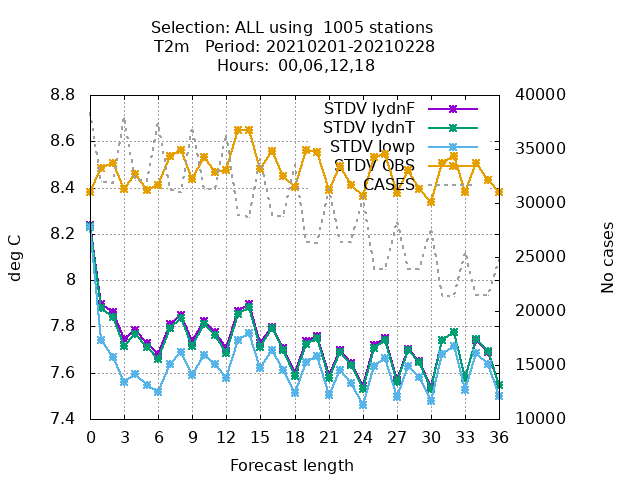 Selection: ALL using  1005 stations
T2m   Period: 20210201-20210228
Hours:  00,06,12,18
8.8
8.6
8.4
8.2
8
7.8
7.6
7.4
deg C
40000
35000
30000
25000
20000
15000
10000
No cases
STDV lydnF
STDV lydnT
STDV lowp
STDV OBS
CASES
0 3 6 9 12 15 18 21 24 27 30 33 36
Forecast length